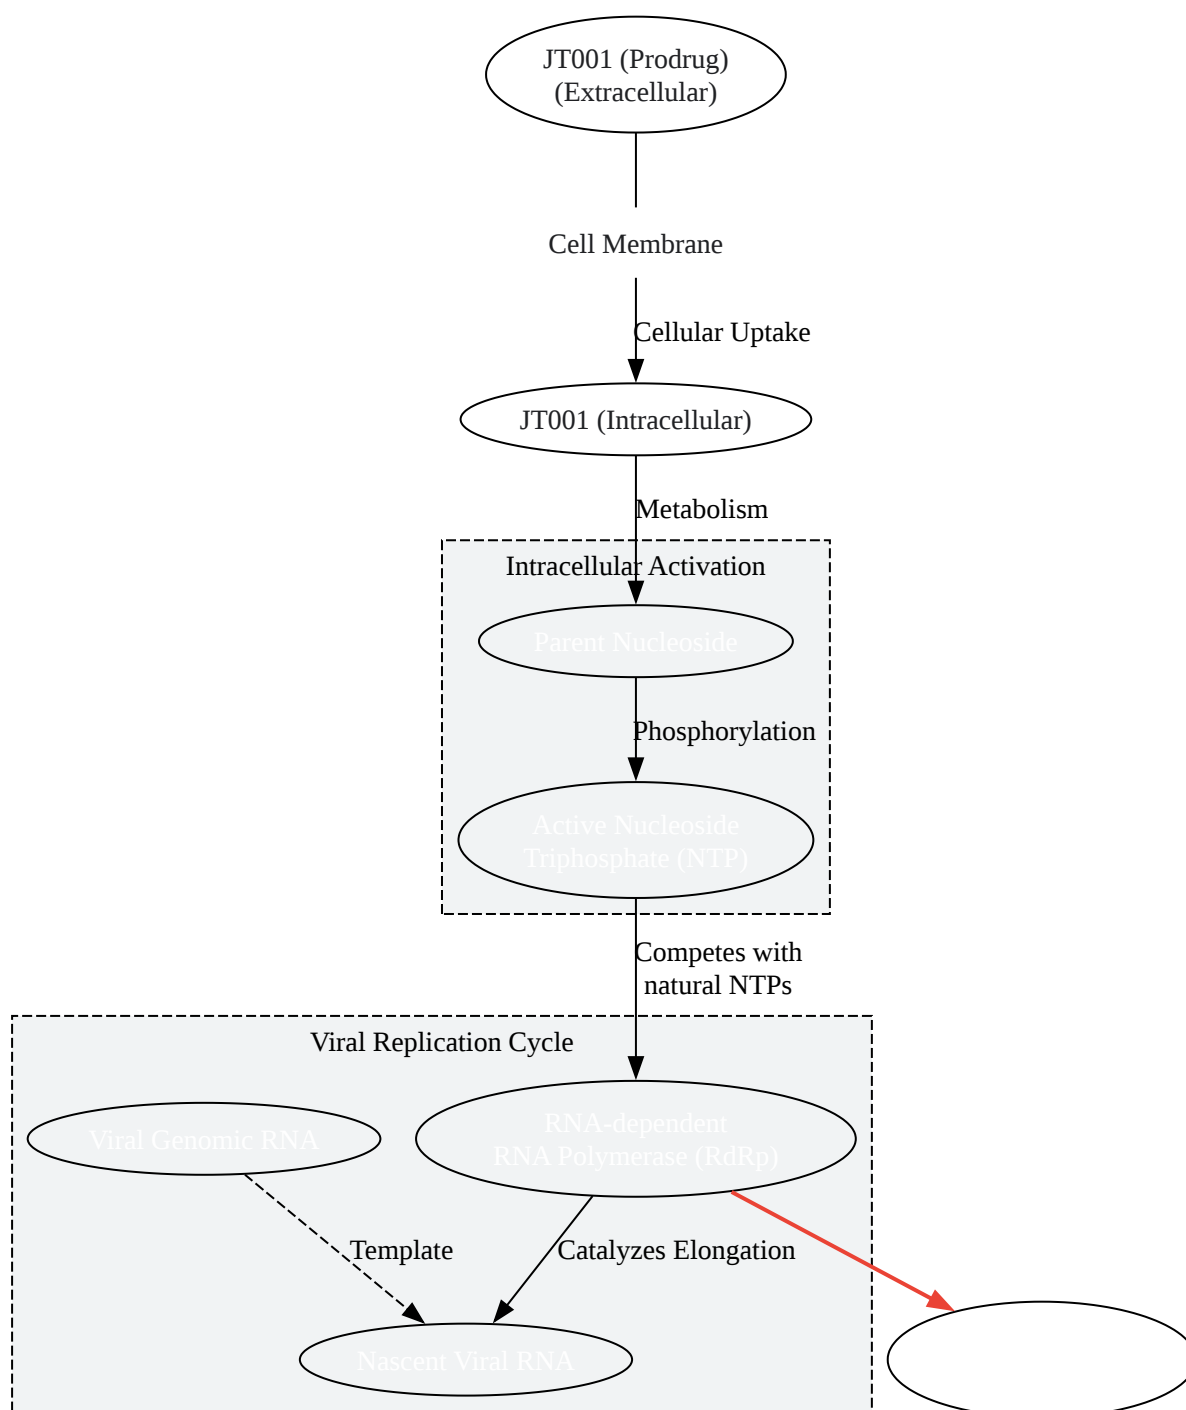 JT001 (Prodrug)
(Extracellular)
Cell Membrane
Cellular Uptake
JT001 (Intracellular)
Metabolism
Intracellular Activation
Parent Nucleoside
Phosphorylation
Active Nucleoside
Triphosphate (NTP)
Competes with
natural NTPs
Viral Replication Cycle
RNA-dependent
RNA Polymerase (RdRp)
Viral Genomic RNA
Template
Catalyzes Elongation
Nascent Viral RNA